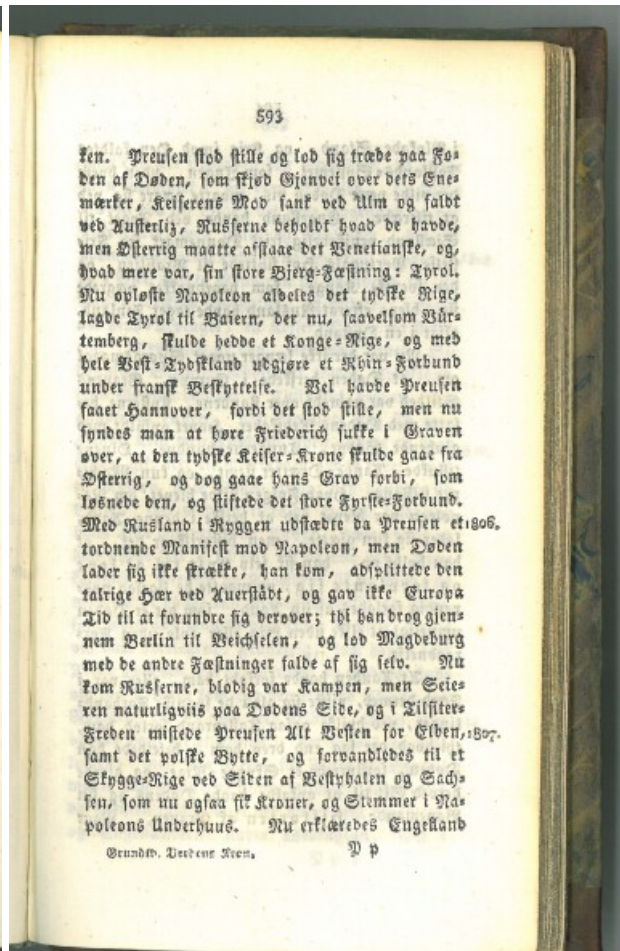 593
ken. Preusen stod stille og lod sig træde paa Fo-
den af Døden, som skjød Gjenvei over dets Ene-
mærker, Keiserens Mod sank ved Ulm og faldt
ved Austerliz, Russerne beholdt hvad de havde,
men Østerrig maatte afstaae det Venetianske, og,
hvad mere var, sin store Bjerg-Fæstning: Tyrol.
Nu opløste Napoleon aldeles det tydske Rige,
lagde Tyrol til Baiern, der nu, saavelsom Vür-
temberg, skulde hedde et Konge-Rige, og med
hele Vest-Tydskland udgjøre et Rhin-Forbund
under fransk Beskyttelse. Vel havde Preusen
faaet Hannover, fordi det stod stille, men nu
syndes man at høre Friederich sukke i Graven
over, at den tydske Keiser-Krone skulde gaae fra
Østerrig, og dog gaae hans Grav forbi, som
løsnede den, og stiftede det store Fyrste-Forbund.
Med Rusland i Ryggen udstædte da Preusen et 1806.
tordnende Manifest mod Napoleon, men Døden
lader sig ikke skrække, han kom, adsplittede den
talrige Hær ved Auerstädt, og gav ikke Europa
Tid til at forundre sig derover; thi han drog gjen-
nem Berlin til Veichselen, og lod Magdeburg
med de andre Fæstninger falde af sig selv. Nu
kom Russerne, blodig var Kampen, men Seie-
ren naturligviis paa Dødens Side, og i Tilsiter-
Freden mistede Preusen Alt Vesten for Elben, 1807.
samt det polske Bytte, og forvandledes til et
Skygge-Rige ved Siden af Vestphalen og Sach-
sen, som nu ogsaa fik Kroner, og Stemmer i Na-
poleons Underhuus. Nu erklæredes Engelland
Grundtv. Verdens Krøn. P p